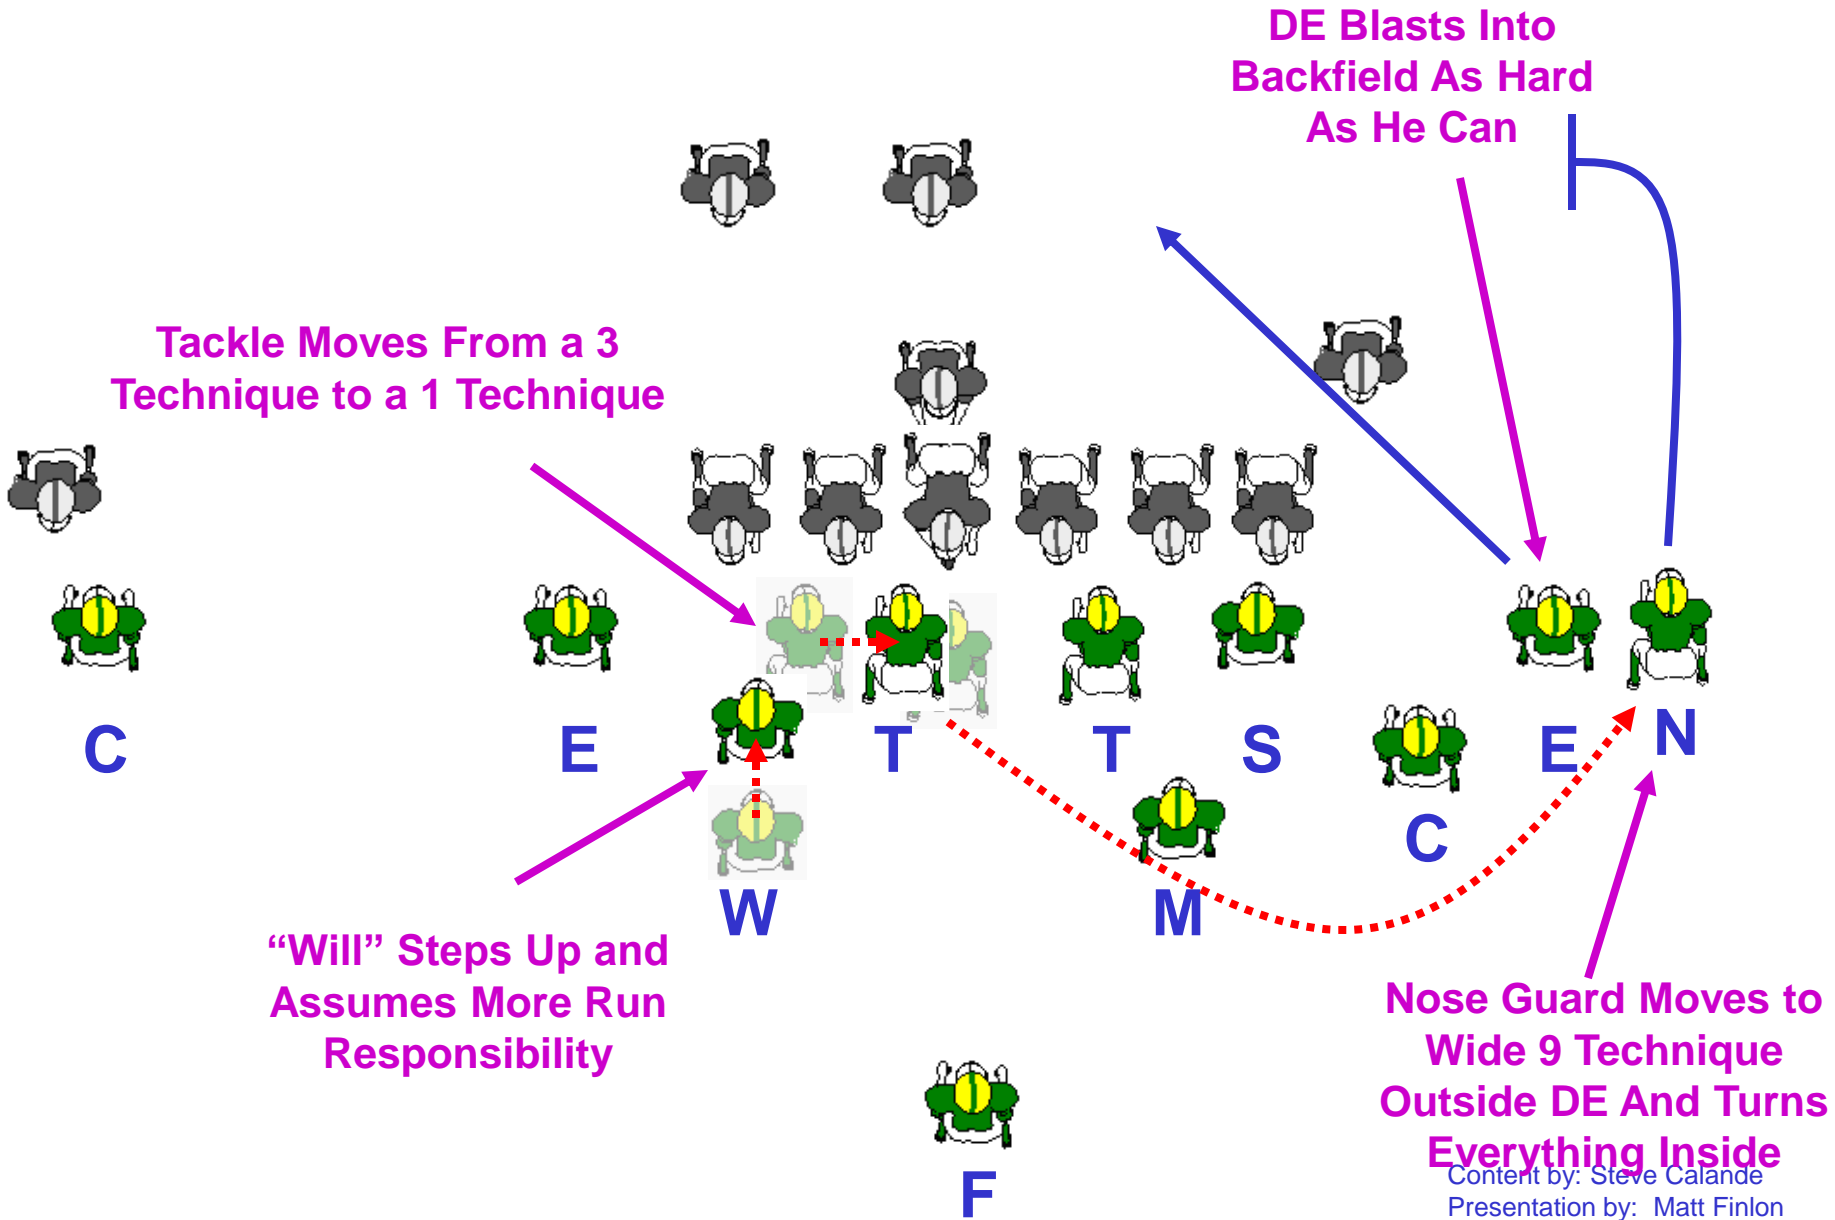 DE Blasts Into
Backfield As Hard
As He Can
Tackle Moves From a 3
Technique to a 1 Technique
C
E
T
T
S
E
N
C
W
M
“Will” Steps Up and
Assumes More Run
Responsibility
Nose Guard Moves to
Wide 9 Technique
Outside DE And Turns
Everything Inside
F
Content by: Steve Calande
Presentation by: Matt Finlon